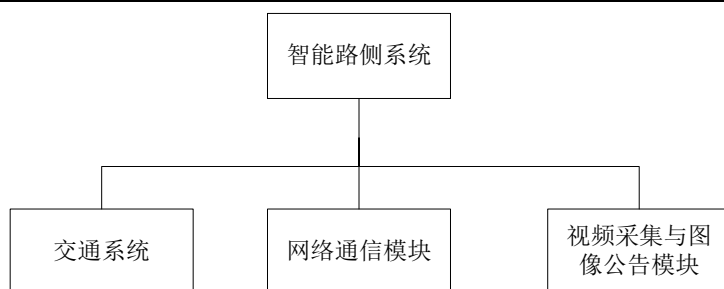 智能路侧系统
交通系统
网络通信模块
视频采集与图
像公告模块